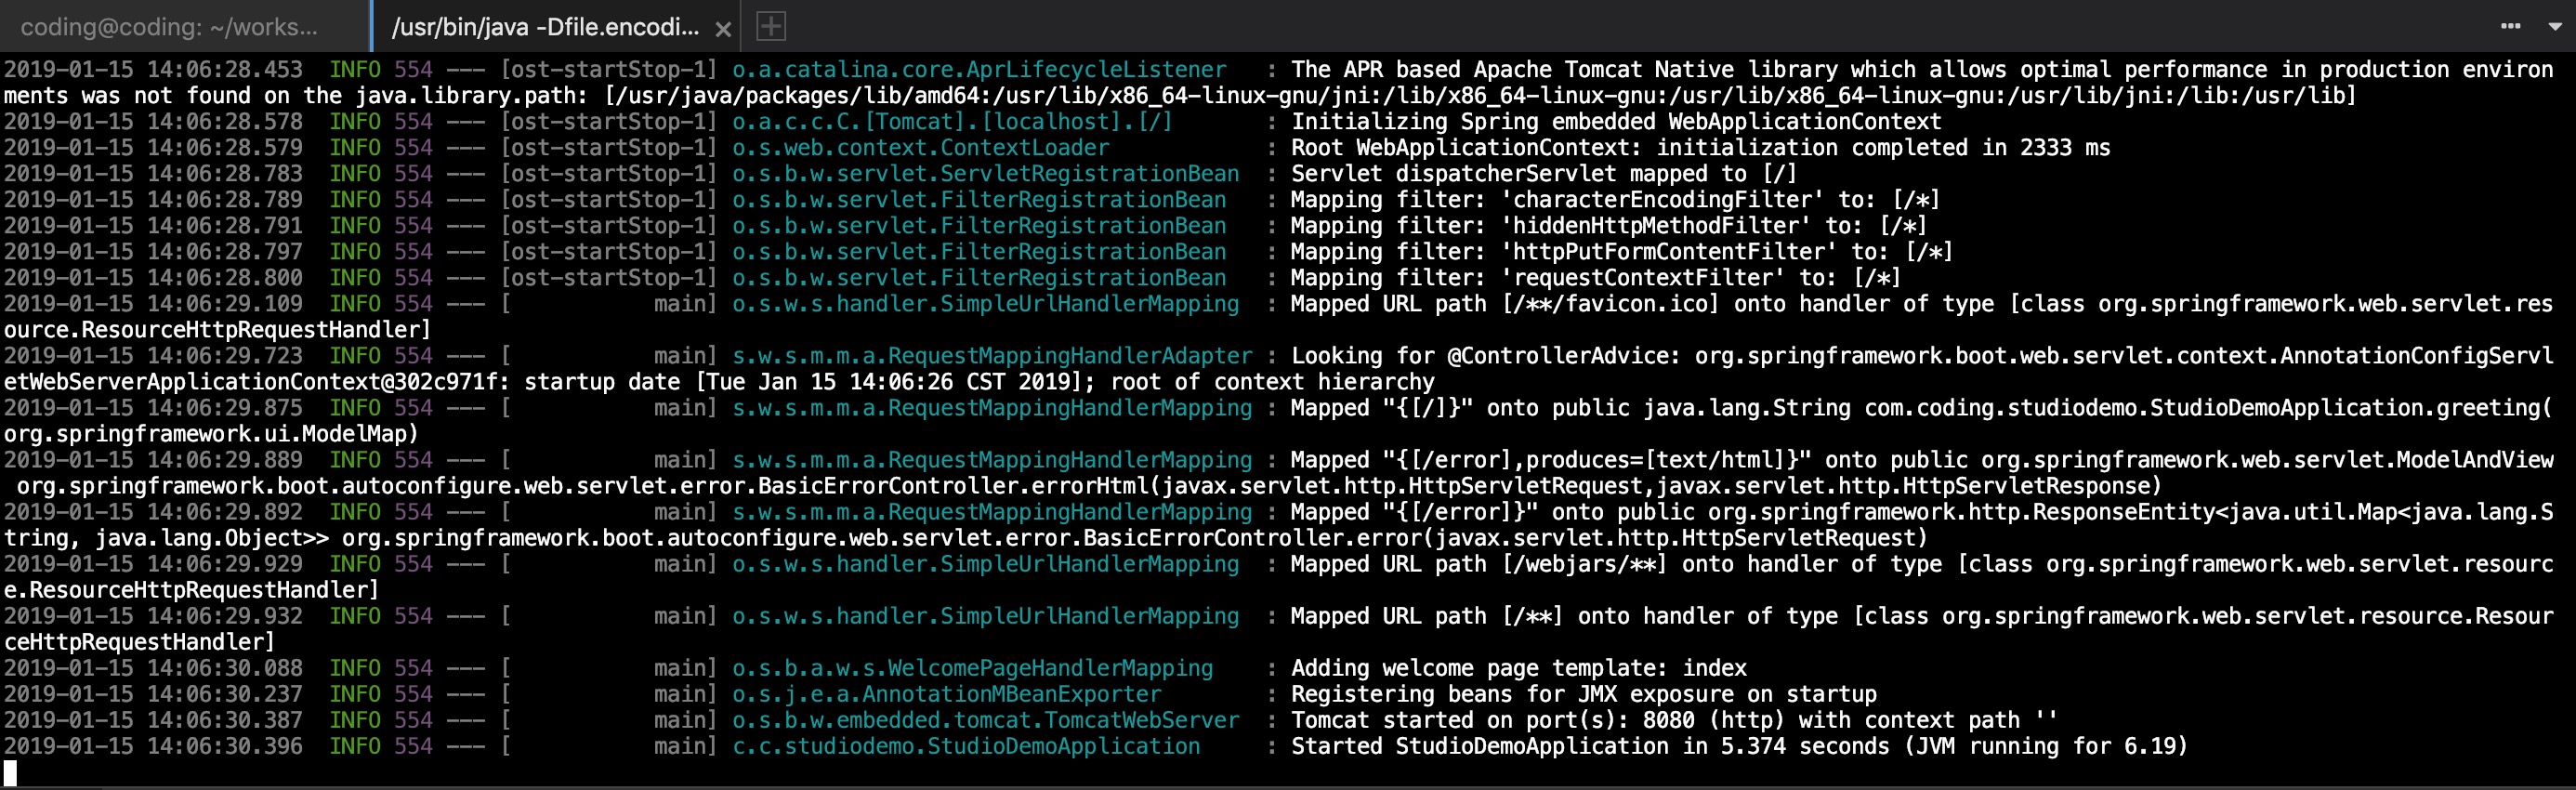 coding@coding: ~/works...
/usr/bin/java -Dfile.encodi...
2019-01-15 14:06:28.453  INFO 554 --- [ost-startStop-1] o.a.catalina.core.AprLifecycleListener   : The APR based Apache Tomcat Native library which allows optimal performance in production environ
ments was not found on the java.library.path: [/usr/java/packages/lib/amd64:/usr/lib/x86_64-linux-gnu/jni:/lib/x86_64-linux-gnu:/usr/lib/x86_64-linux-gnu:/usr/lib/jni:/lib:/usr/lib]
2019-01-15 14:06:28.578  INFO 554 --- [ost-startStop-1] o.a.c.c.C.[Tomcat].[localhost].[/]       : Initializing Spring embedded WebApplicationContext
2019-01-15 14:06:28.579  INFO 554 --- [ost-startStop-1] o.s.web.context.ContextLoader            : Root WebApplicationContext: initialization completed in 2333 ms
2019-01-15 14:06:28.783  INFO 554 --- [ost-startStop-1] o.s.b.w.servlet.ServletRegistrationBean  : Servlet dispatcherServlet mapped to [/]
2019-01-15 14:06:28.789  INFO 554 --- [ost-startStop-1] o.s.b.w.servlet.FilterRegistrationBean   : Mapping filter: 'characterEncodingFilter' to: [/*]
2019-01-15 14:06:28.791  INFO 554 --- [ost-startStop-1] o.s.b.w.servlet.FilterRegistrationBean   : Mapping filter: 'hiddenHttpMethodFilter' to: [/*]
2019-01-15 14:06:28.797  INFO 554 --- [ost-startStop-1] o.s.b.w.servlet.FilterRegistrationBean   : Mapping filter: 'httpPutFormContentFilter' to: [/*]
2019-01-15 14:06:28.800  INFO 554 --- [ost-startStop-1] o.s.b.w.servlet.FilterRegistrationBean   : Mapping filter: 'requestContextFilter' to: [/*]
2019-01-15 14:06:29.109  INFO 554 --- [           main] o.s.w.s.handler.SimpleUrlHandlerMapping  : Mapped URL path [/**/favicon.ico] onto handler of type [class org.springframework.web.servlet.res
ource.ResourceHttpRequestHandler]
2019-01-15 14:06:29.723  INFO 554 --- [           main] s.w.s.m.m.a.RequestMappingHandlerAdapter : Looking for @ControllerAdvice: org.springframework.boot.web.servlet.context.AnnotationConfigServl
etWebServerApplicationContext@302c971f: startup date [Tue Jan 15 14:06:26 CST 2019]; root of context hierarchy
2019-01-15 14:06:29.875  INFO 554 --- [           main] s.w.s.m.m.a.RequestMappingHandlerMapping : Mapped "{[/]}" onto public java.lang.String com.coding.studiodemo.StudioDemoApplication.greeting(
org.springframework.ui.ModelMap)
2019-01-15 14:06:29.889  INFO 554 --- [           main] s.w.s.m.m.a.RequestMappingHandlerMapping : Mapped "{[/error],produces=[text/html]}" onto public org.springframework.web.servlet.ModelAndView
 org.springframework.boot.autoconfigure.web.servlet.error.BasicErrorController.errorHtml(javax.servlet.http.HttpServletRequest,javax.servlet.http.HttpServletResponse)
2019-01-15 14:06:29.892  INFO 554 --- [           main] s.w.s.m.m.a.RequestMappingHandlerMapping : Mapped "{[/error]}" onto public org.springframework.http.ResponseEntity<java.util.Map<java.lang.S
tring, java.lang.Object>> org.springframework.boot.autoconfigure.web.servlet.error.BasicErrorController.error(javax.servlet.http.HttpServletRequest)
2019-01-15 14:06:29.929  INFO 554 --- [           main] o.s.w.s.handler.SimpleUrlHandlerMapping  : Mapped URL path [/webjars/**] onto handler of type [class org.springframework.web.servlet.resourc
e.ResourceHttpRequestHandler]
2019-01-15 14:06:29.932  INFO 554 --- [           main] o.s.w.s.handler.SimpleUrlHandlerMapping  : Mapped URL path [/**] onto handler of type [class org.springframework.web.servlet.resource.Resour
ceHttpRequestHandler]
2019-01-15 14:06:30.088  INFO 554 --- [           main] o.s.b.a.w.s.WelcomePageHandlerMapping    : Adding welcome page template: index
2019-01-15 14:06:30.237  INFO 554 --- [           main] o.s.j.e.a.AnnotationMBeanExporter        : Registering beans for JMX exposure on startup
2019-01-15 14:06:30.387  INFO 554 --- [           main] o.s.b.w.embedded.tomcat.TomcatWebServer  : Tomcat started on port(s): 8080 (http) with context path ''
2019-01-15 14:06:30.396  INFO 554 --- [           main] c.c.studiodemo.StudioDemoApplication     : Started StudioDemoApplication in 5.374 seconds (JVM running for 6.19)